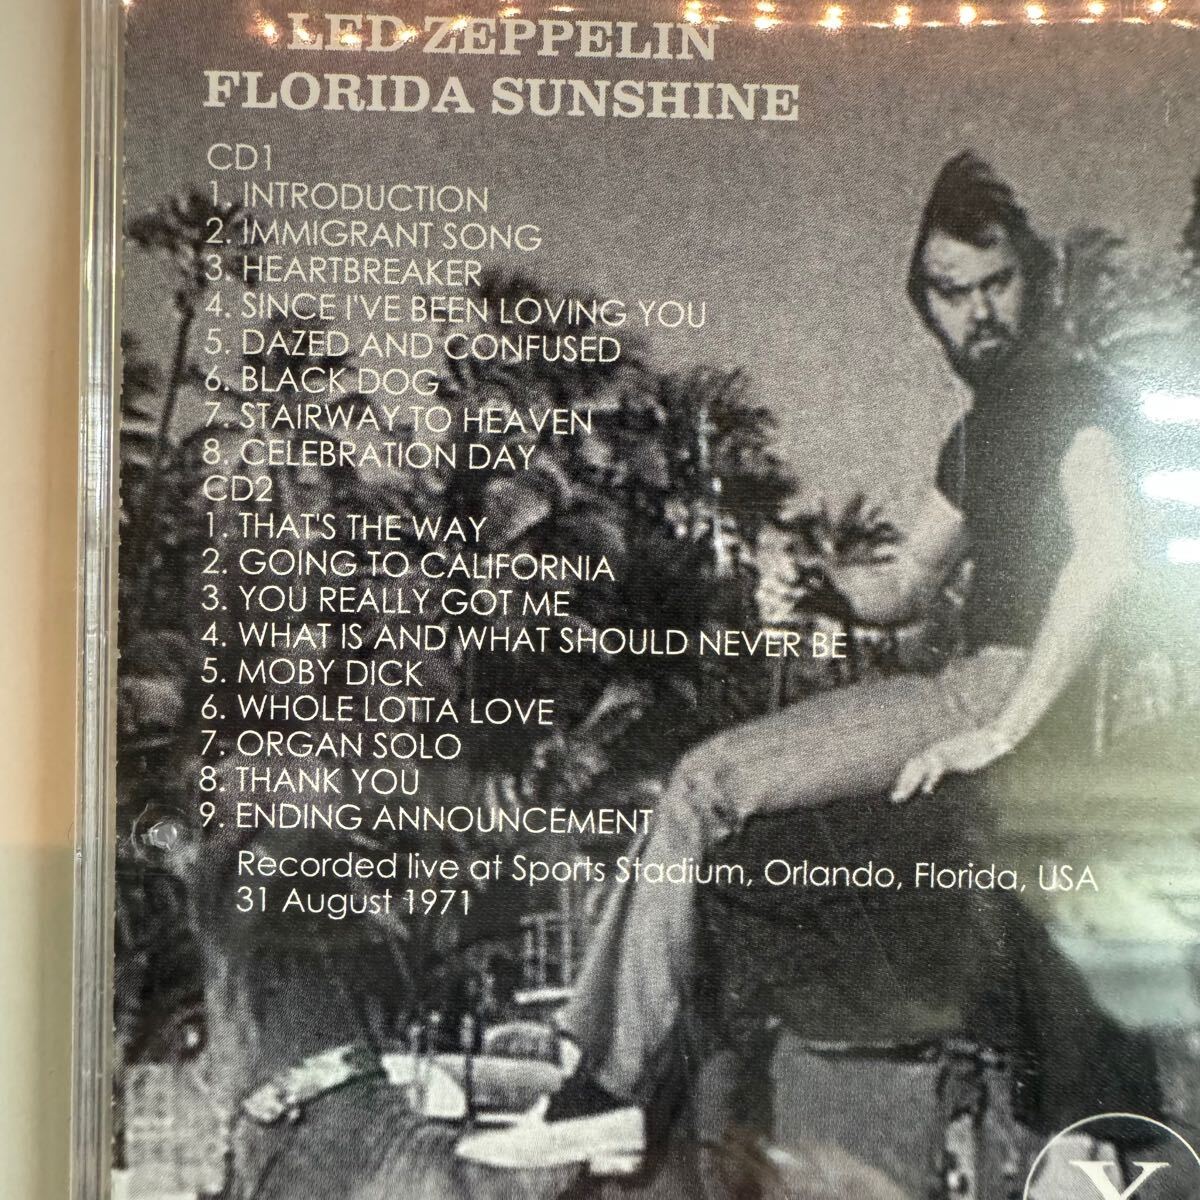 LED ZEPPELIN
FLORIDA SUNSHINE
CD1
1. INTRODUCTION
2. IMMIGRANT SONG
3. HEARTBREAKER
4. SINCE I'VE BEEN LOVING YOU
5. DAZED AND CONFUSED
6. BLACK DOG
7. STAIRWAY TO HEAVEN
8. CELEBRATION DAY
CD2
1. THAT'S THE WAY
2. GOING TO CALIFORNIA
3. YOU REALLY GOT ME
4. WHAT IS AND WHAT SHOULD NEVER BE
5. MOBY DICK
6. WHOLE LOTTA LOVE
7. ORGAN SOLO
8. THANK YOU
9. ENDING ANNOUNCEMENT
Recorded live at Sports Stadium, Orlando, Florida, USA
31 August 1971
X